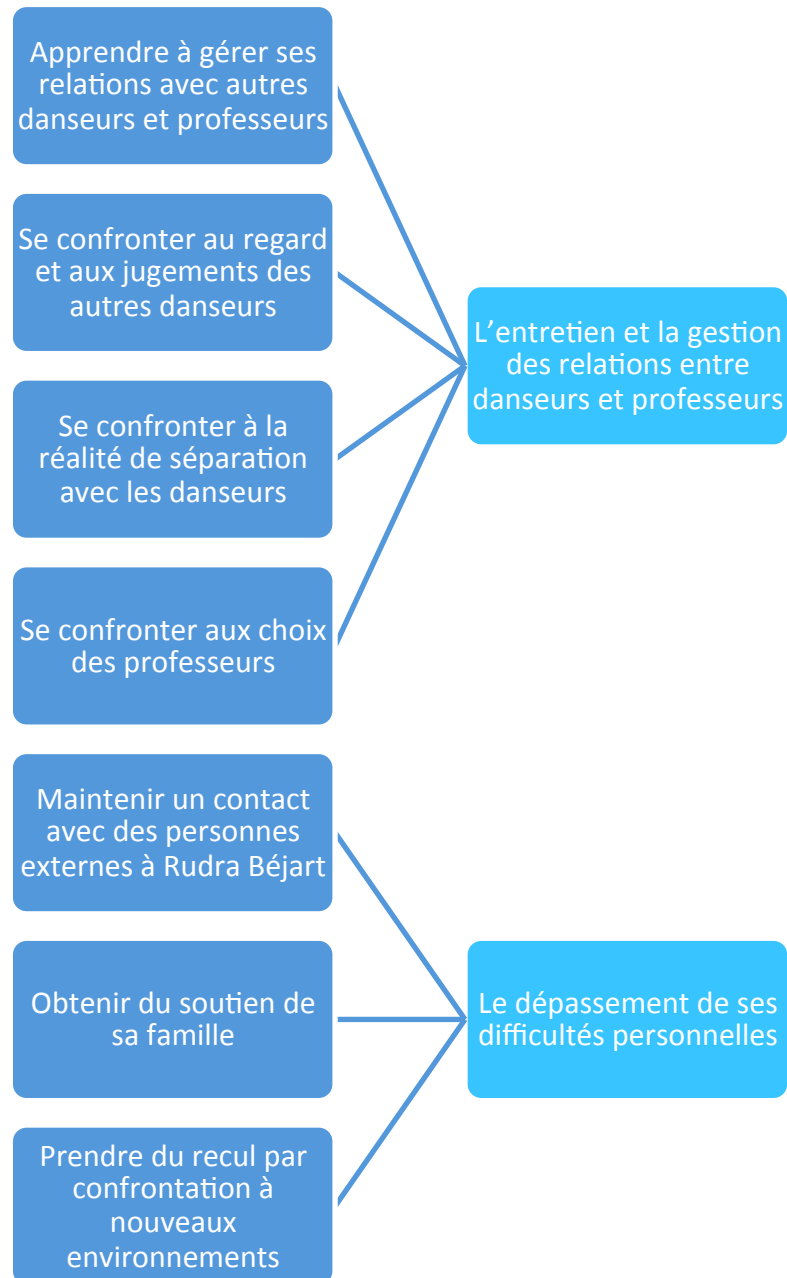 Apprendre à gérer ses
relations avec autres
danseurs et professeurs
Se confronter au regard
et aux jugements des
autres danseurs
Se confronter à la
réalité de séparation
avec les danseurs
Se confronter aux choix
des professeurs
L’entretien et la gestion
des relations entre
danseurs et professeurs
Maintenir un contact
avec des personnes
externes à Rudra Béjart
Obtenir du soutien de
sa famille
Prendre du recul par
confrontation à
nouveaux
environnements
Le dépassement de ses
difficultés personnelles